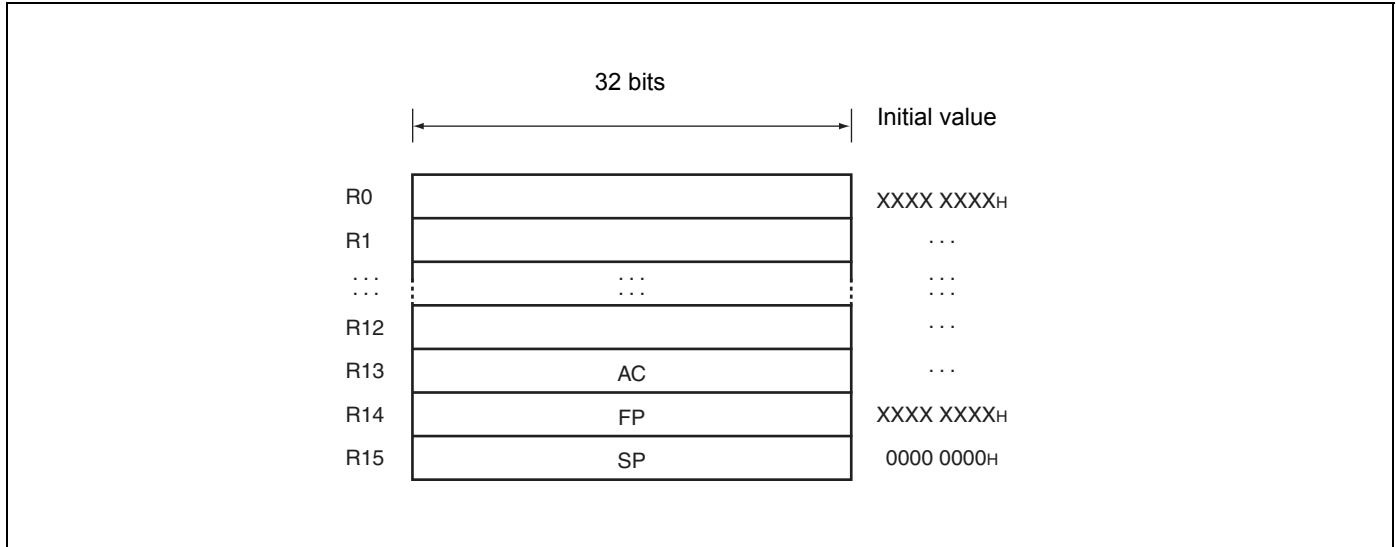 32 bits
Initial value
R0 XXXX XXXXH
R1 . . .
. . . . . . . . .
. . . . . . . . .
R12 . . .
R13 AC . . .
R14 FP XXXX XXXXH
R15 SP 0000 0000H